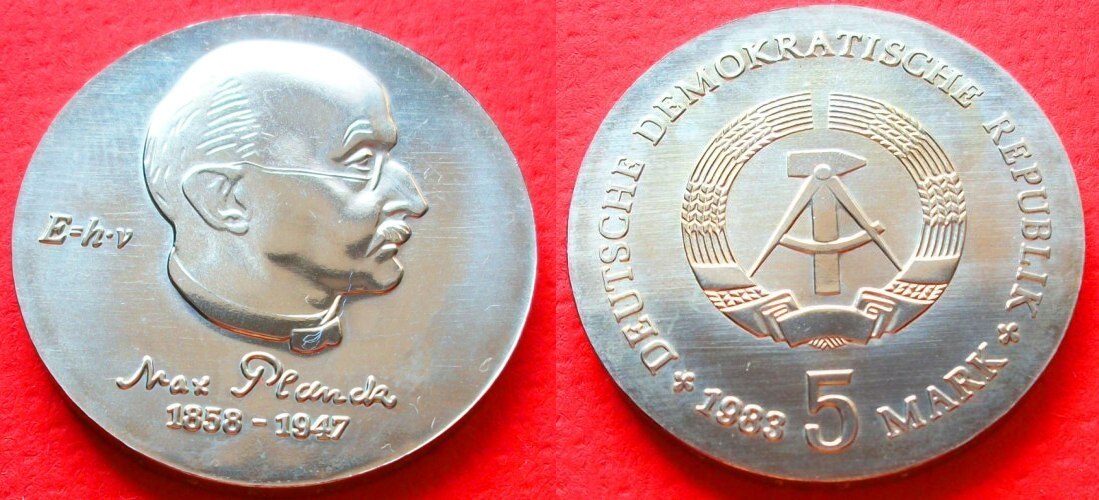 E=h·ν
Max Planck
1858 - 1947
DEUTSCHE DEMOKRATISCHE REPUBLIK
* 1983 5 MARK *